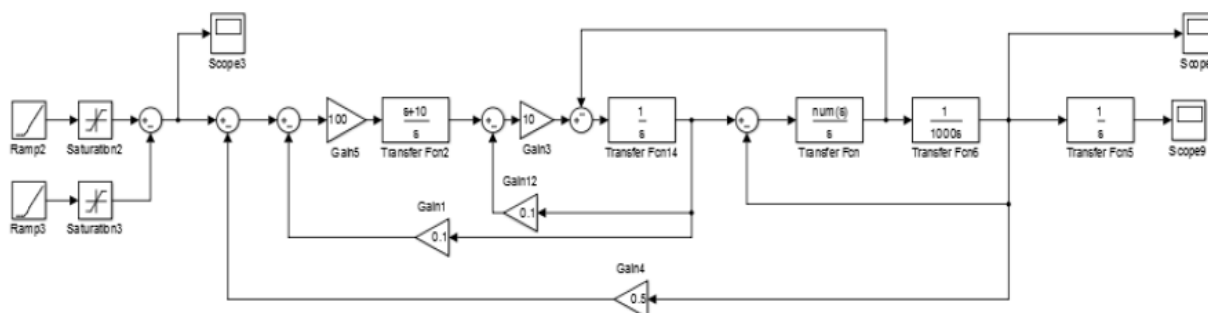 Scope3
Scope
Ramp2
Saturation2
+
-
+
-
+
-
100
Gain5
s+10
s
Transfer Fcn2
+
-
10
Gain3
+
-
1
s
Transfer Fcn14
+
-
num(s)
s
Transfer Fcn
1
1000s
Transfer Fcn6
1
s
Transfer Fcn5
Scope9
Ramp3
Saturation3
Gain12
0.1
Gain1
0.1
Gain4
0.5